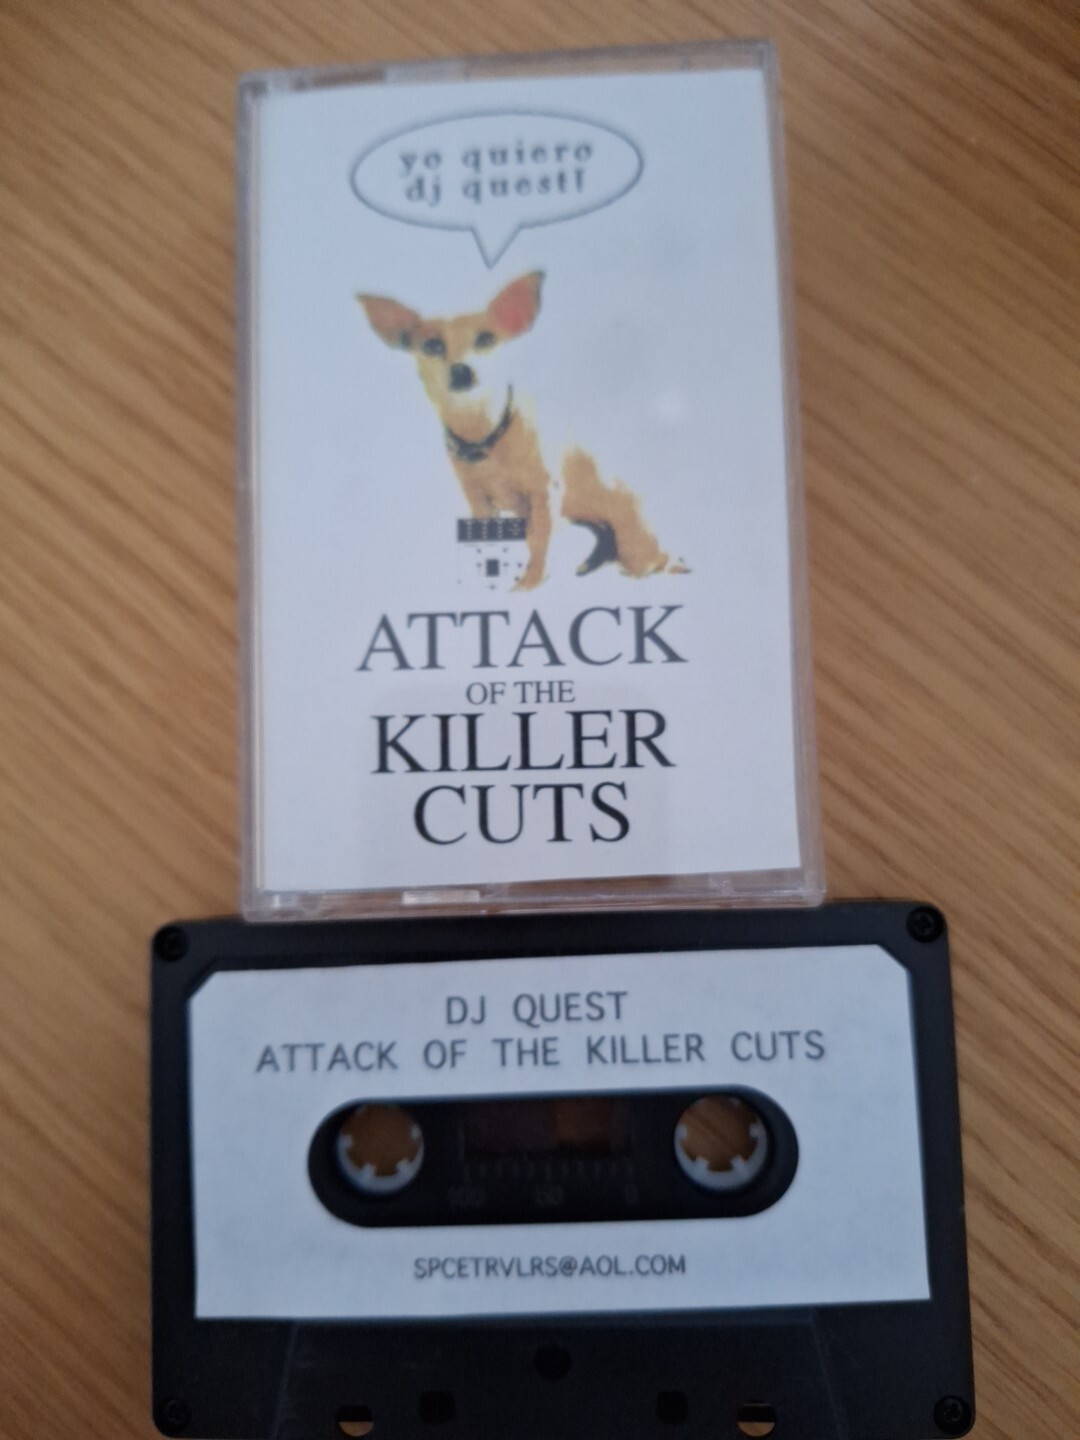 yo quiero
dj quest!
ATTACK
OF THE
KILLER
CUTS
DJ QUEST
ATTACK OF THE KILLER CUTS
SPCETRVLRS@AOL.COM